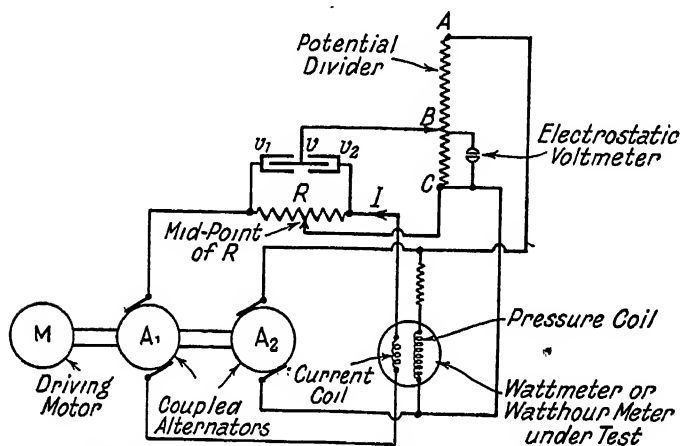 A
Potential
Divider
B
Electrostatic
Voltmeter
v1 v v2
C
R
I
Mid-Point
of R
M
A1
A2
Pressure Coil
Driving
Motor
Coupled
Alternators
Current
Coil
Wattmeter or
Watthour Meter
under Test